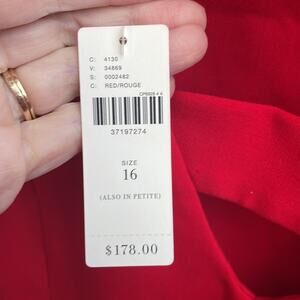 C: 4130
V: 34869
S: 0002482
C: RED/ROUGE
37197274
SIZE
16
(ALSO IN PETITE)
$178.00